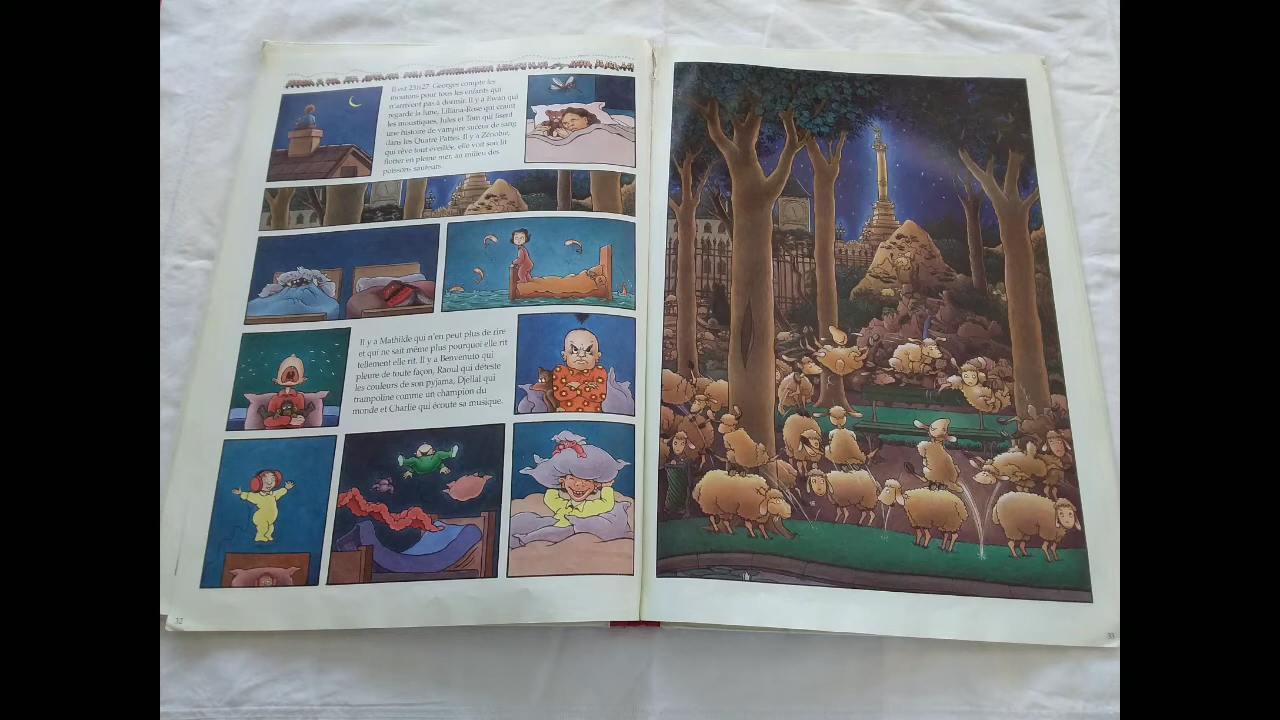 Il est 23h27. Georges compte les
moutons pour tous les enfants qui
n'arrivent pas à dormir. Il y a Ewan qui
regarde la lune, Liliana-Rose qui craint
les moustiques, Jules et Tom qui lisent
une histoire de vampire suceur de sang
dans les Quatre Pattes. Il y a Zénobie,
qui rêve tout éveillée, elle voit son lit
flotter en pleine mer, au milieu des
poissons sauteurs.
Il y a Mathilde qui n'en peut plus de rire
et qui ne sait même plus pourquoi elle rit
tellement elle rit. Il y a Benvenuto qui
pleure de toute façon, Raoul qui déteste
les couleurs de son pyjama, Djellal qui
trampoline comme un champion du
monde et Charlie qui écoute sa musique.
32
33